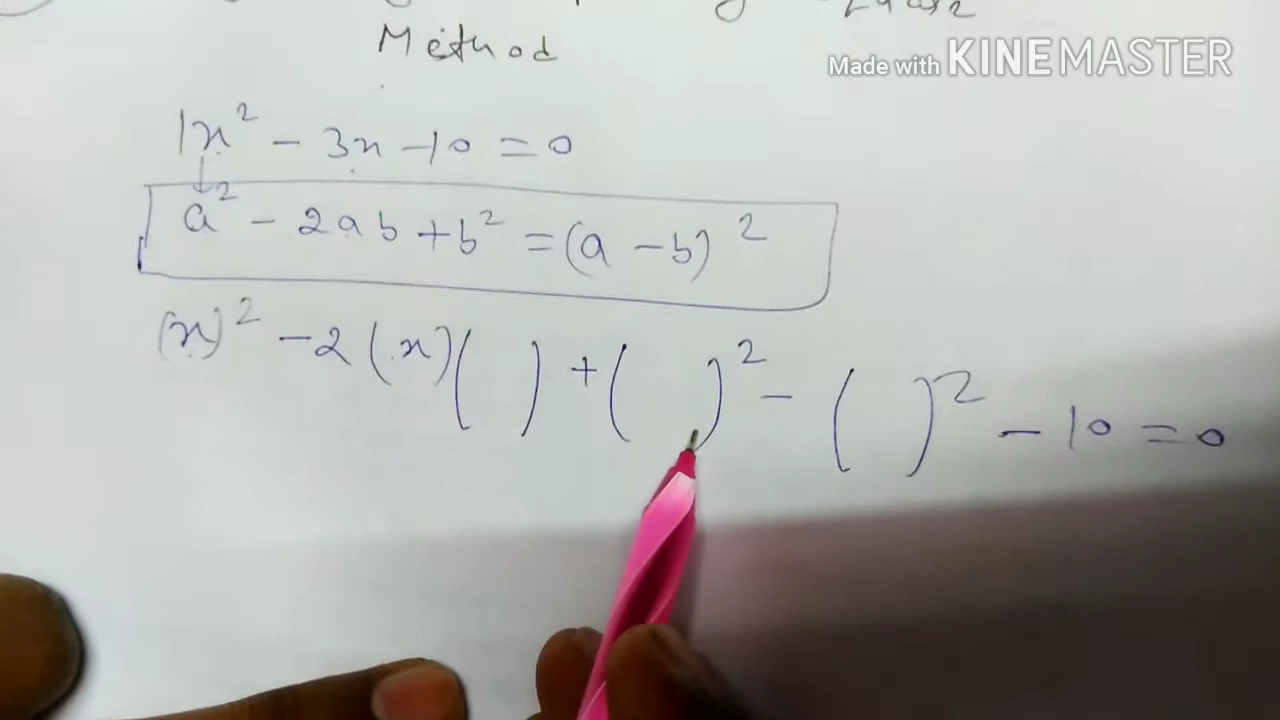 Made with KINEMASTER
Method
1x² - 3x - 10 = 0
a² - 2ab + b² = (a - b)²
(x)² - 2(x)( ) + ( )² - ( )² - 10 = 0